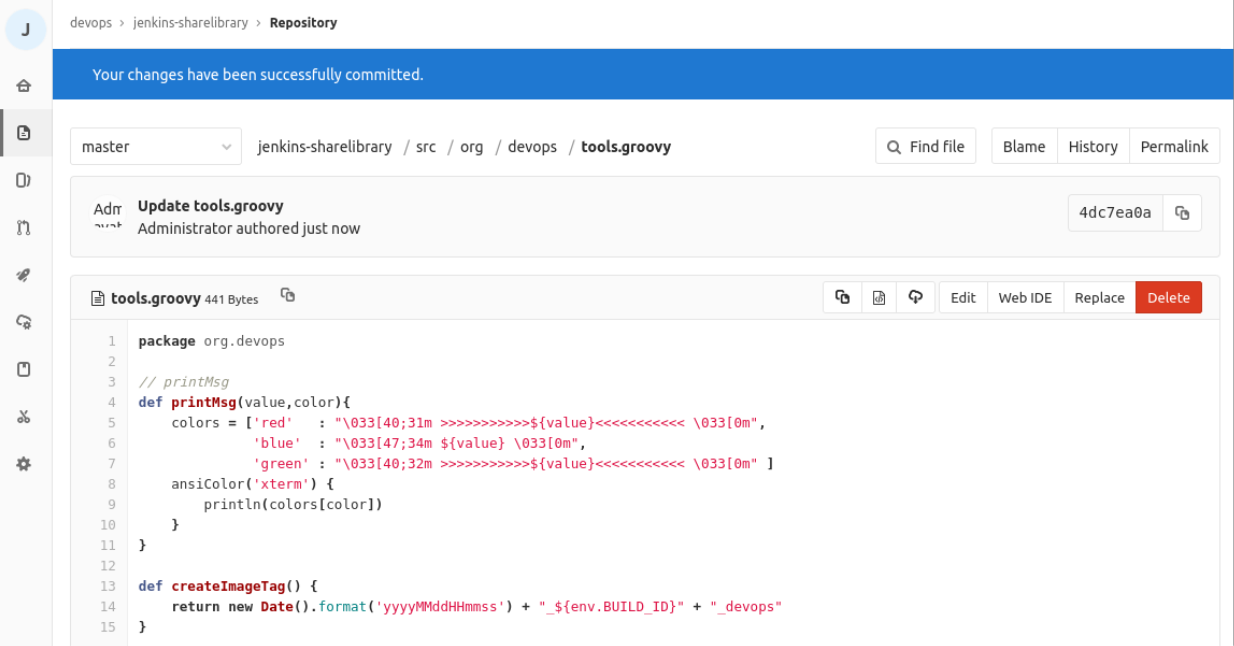 J
devops › jenkins-sharelibrary › Repository
Your changes have been successfully committed.
master
jenkins-sharelibrary / src / org / devops / tools.groovy
Find file
Blame
History
Permalink
Update tools.groovy
Administrator authored just now
4dc7ea0a
tools.groovy 441 Bytes
Edit
Web IDE
Replace
Delete
1 package org.devops
2
3 // printMsg
4 def printMsg(value,color){
5     colors = ['red'   : "\033[40;31m >>>>>>>>>>>${value}<<<<<<<<<<< \033[0m",
6               'blue'  : "\033[47;34m ${value} \033[0m",
7               'green' : "\033[40;32m >>>>>>>>>>>${value}<<<<<<<<<<< \033[0m" ]
8     ansiColor('xterm') {
9         println(colors[color])
10     }
11 }
12
13 def createImageTag() {
14     return new Date().format('yyyyMMddHHmmss') + "_${env.BUILD_ID}" + "_devops"
15 }